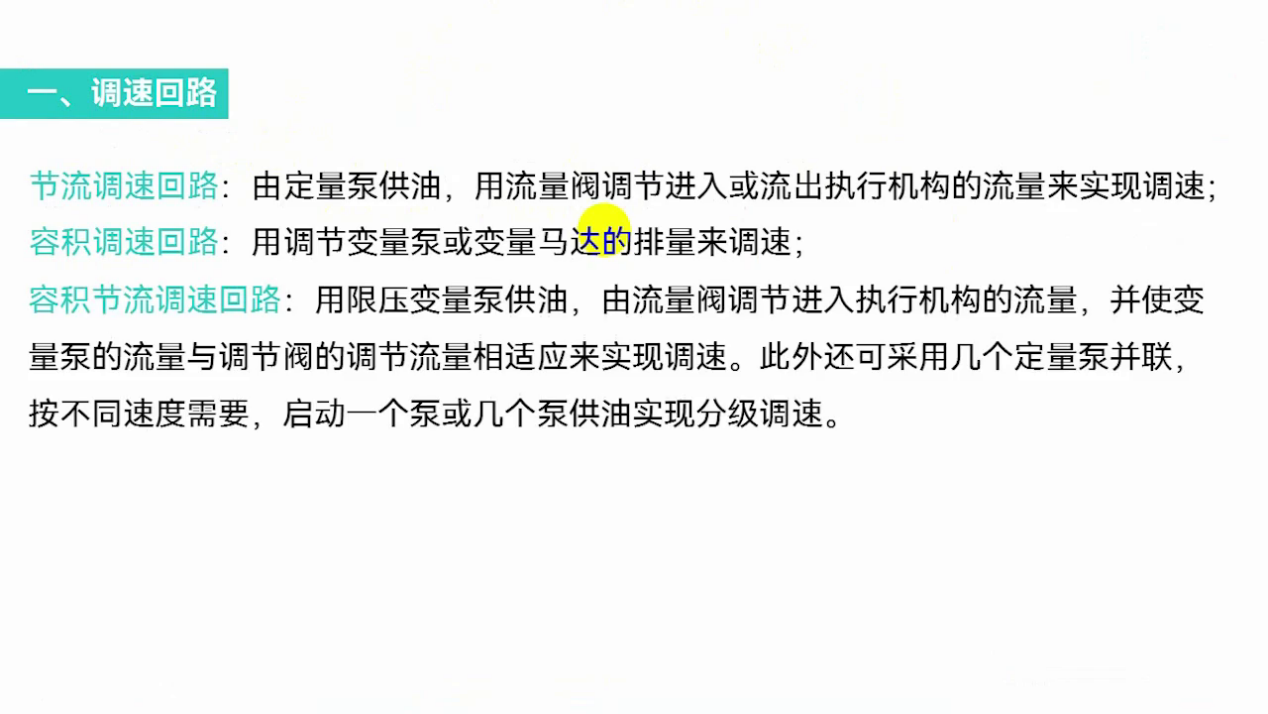 一、调速回路
节流调速回路：由定量泵供油，用流量阀调节进入或流出执行机构的流量来实现调速；
容积调速回路：用调节变量泵或变量马达的排量来调速；
容积节流调速回路：用限压变量泵供油，由流量阀调节进入执行机构的流量，并使变
量泵的流量与调节阀的调节流量相适应来实现调速。此外还可采用几个定量泵并联，
按不同速度需要，启动一个泵或几个泵供油实现分级调速。